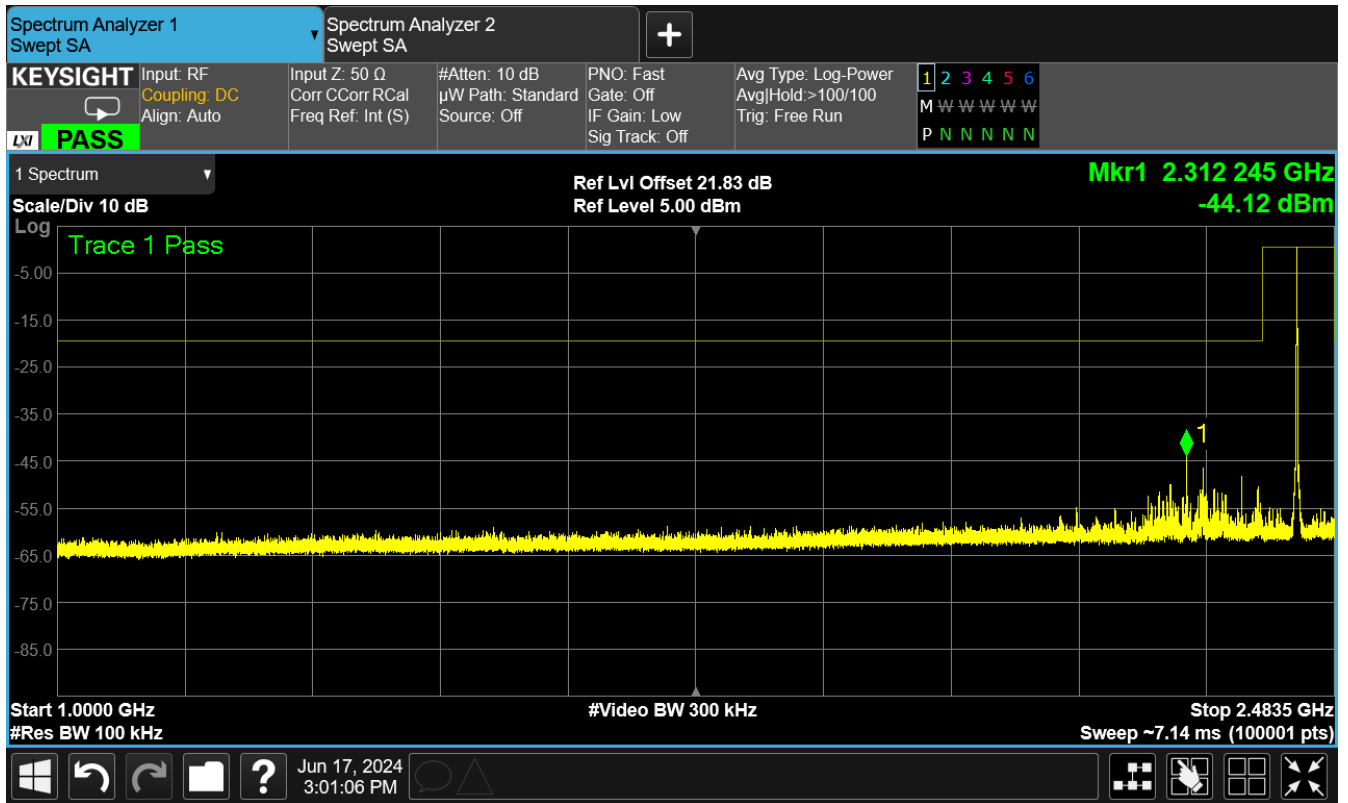 Spectrum Analyzer 1
Swept SA
Spectrum Analyzer 2
Swept SA
KEYSIGHT
LXI
PASS
Input: RF
Coupling: DC
Align: Auto
Input Z: 50 Ω
Corr CCorr RCal
Freq Ref: Int (S)
#Atten: 10 dB
µW Path: Standard
Source: Off
PNO: Fast
Gate: Off
IF Gain: Low
Sig Track: Off
Avg Type: Log-Power
Avg|Hold:>100/100
Trig: Free Run
1 2 3 4 5 6
M W W W W W
P N N N N N
1 Spectrum
Scale/Div 10 dB
Log
Ref Lvl Offset 21.83 dB
Ref Level 5.00 dBm
Mkr1 2.312 245 GHz
-44.12 dBm
Trace 1 Pass
-5.00
-15.0
-25.0
-35.0
1
-45.0
-55.0
-65.0
-75.0
-85.0
Start 1.0000 GHz
#Res BW 100 kHz
#Video BW 300 kHz
Stop 2.4835 GHz
Sweep ~7.14 ms (100001 pts)
?
Jun 17, 2024
3:01:06 PM